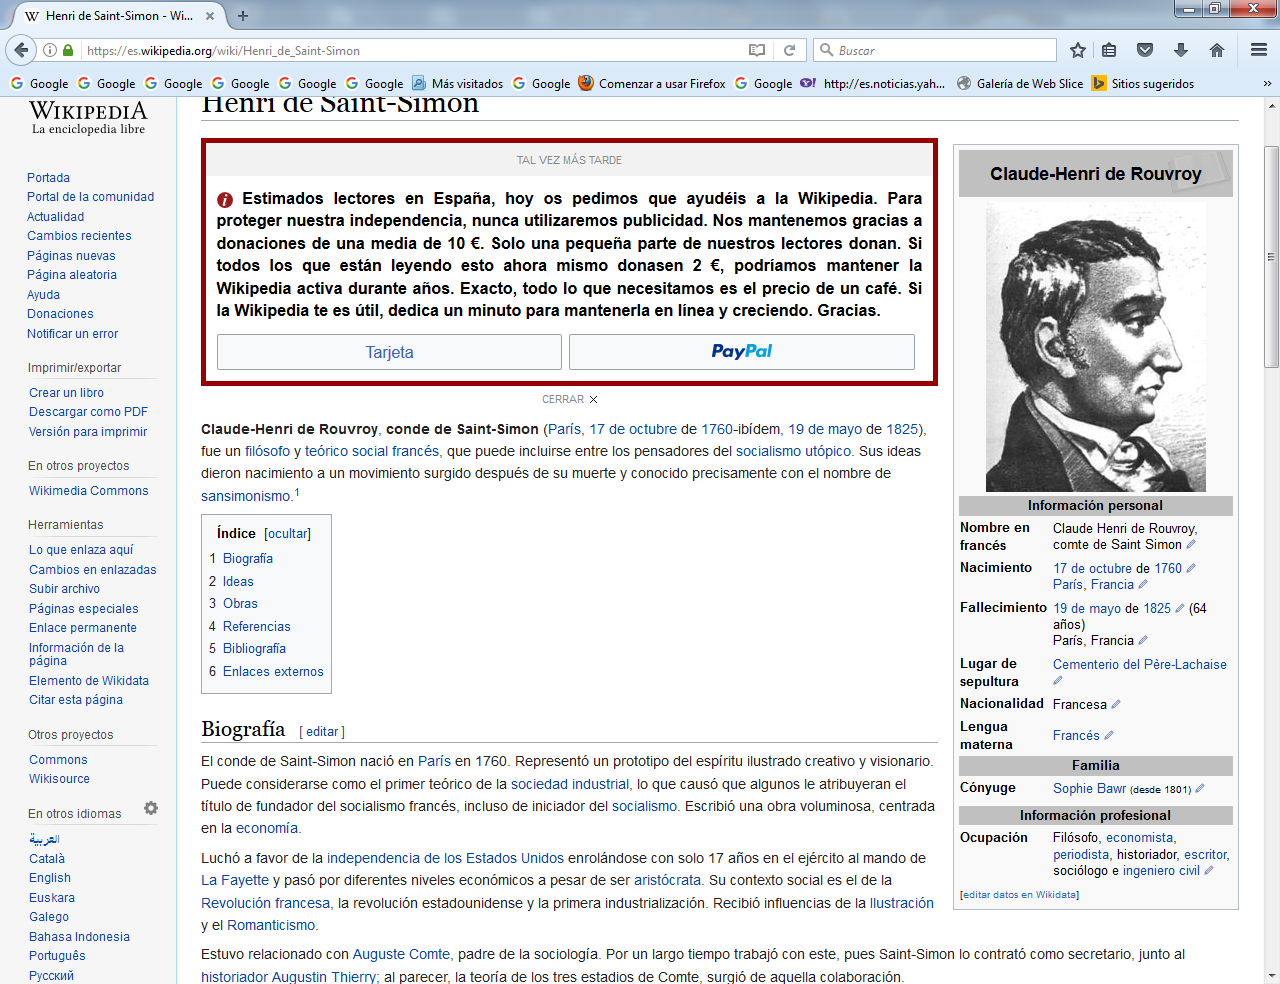 Henri de Saint-Simon - Wi...
https://es.wikipedia.org/wiki/Henri_de_Saint-Simon
Buscar
Google
Google
Google
Google
Google
Google
Más visitados
Google
Comenzar a usar Firefox
Google
http://es.noticias.yah...
Galería de Web Slice
Sitios sugeridos
WIKIPEDIA
La enciclopedia libre
Portada
Portal de la comunidad
Actualidad
Cambios recientes
Páginas nuevas
Página aleatoria
Ayuda
Donaciones
Notificar un error
Imprimir/exportar
Crear un libro
Descargar como PDF
Versión para imprimir
En otros proyectos
Wikimedia Commons
Herramientas
Lo que enlaza aquí
Cambios en enlazadas
Subir archivo
Páginas especiales
Enlace permanente
Información de la
página
Elemento de Wikidata
Citar esta página
Otros proyectos
Commons
Wikisource
En otros idiomas
العربية
Català
English
Euskara
Galego
Bahasa Indonesia
Português
Русский
Henri de Saint-Simon
TAL VEZ MÁS TARDE
Estimados lectores en España, hoy os pedimos que ayudéis a la Wikipedia. Para
proteger nuestra independencia, nunca utilizaremos publicidad. Nos mantenemos gracias a
donaciones de una media de 10 €. Solo una pequeña parte de nuestros lectores donan. Si
todos los que están leyendo esto ahora mismo donasen 2 €, podríamos mantener la
Wikipedia activa durante años. Exacto, todo lo que necesitamos es el precio de un café. Si
la Wikipedia te es útil, dedica un minuto para mantenerla en línea y creciendo. Gracias.
Tarjeta
PayPal
CERRAR
Claude-Henri de Rouvroy, conde de Saint-Simon (París, 17 de octubre de 1760-ibídem, 19 de mayo de 1825),
fue un filósofo y teórico social francés, que puede incluirse entre los pensadores del socialismo utópico. Sus ideas
dieron nacimiento a un movimiento surgido después de su muerte y conocido precisamente con el nombre de
sansimonismo.1
Índice [ocultar]
1 Biografía
2 Ideas
3 Obras
4 Referencias
5 Bibliografía
6 Enlaces externos
Biografía [ editar ]
El conde de Saint-Simon nació en París en 1760. Representó un prototipo del espíritu ilustrado creativo y visionario.
Puede considerarse como el primer teórico de la sociedad industrial, lo que causó que algunos le atribuyeran el
título de fundador del socialismo francés, incluso de iniciador del socialismo. Escribió una obra voluminosa, centrada
en la economía.
Luchó a favor de la independencia de los Estados Unidos enrolándose con solo 17 años en el ejército al mando de
La Fayette y pasó por diferentes niveles económicos a pesar de ser aristócrata. Su contexto social es el de la
Revolución francesa, la revolución estadounidense y la primera industrialización. Recibió influencias de la Ilustración
y el Romanticismo.
Estuvo relacionado con Auguste Comte, padre de la sociología. Por un largo tiempo trabajó con este, pues Saint-Simon lo contrató como secretario, junto al
historiador Augustin Thierry; al parecer, la teoría de los tres estadios de Comte, surgió de aquella colaboración.
Claude-Henri de Rouvroy
Información personal
Nombre en
francés
Claude Henri de Rouvroy,
comte de Saint Simon
Nacimiento
17 de octubre de 1760
París, Francia
Fallecimiento
19 de mayo de 1825 (64
años)
París, Francia
Lugar de
sepultura
Cementerio del Père-Lachaise
Nacionalidad
Francesa
Lengua
materna
Francés
Familia
Cónyuge
Sophie Bawr (desde 1801)
Información profesional
Ocupación
Filósofo, economista,
periodista, historiador, escritor,
sociólogo e ingeniero civil
[editar datos en Wikidata]